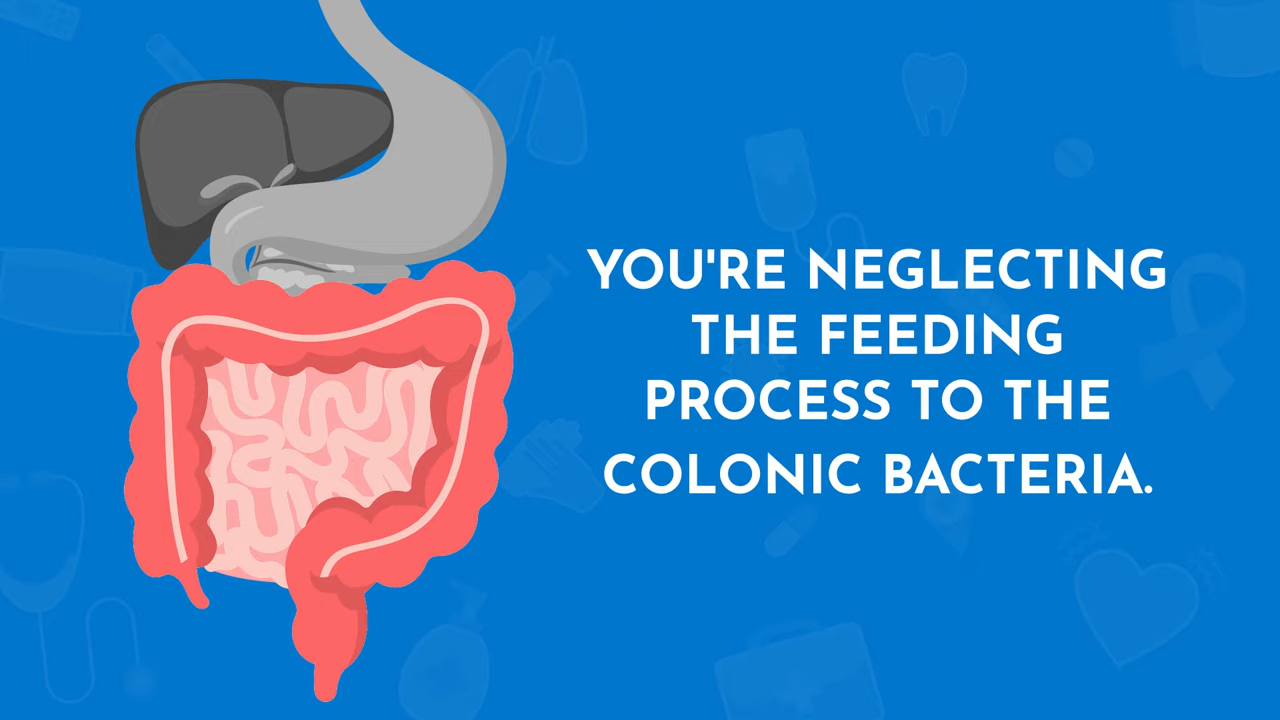 YOU'RE NEGLECTING
THE FEEDING
PROCESS TO THE
COLONIC BACTERIA.